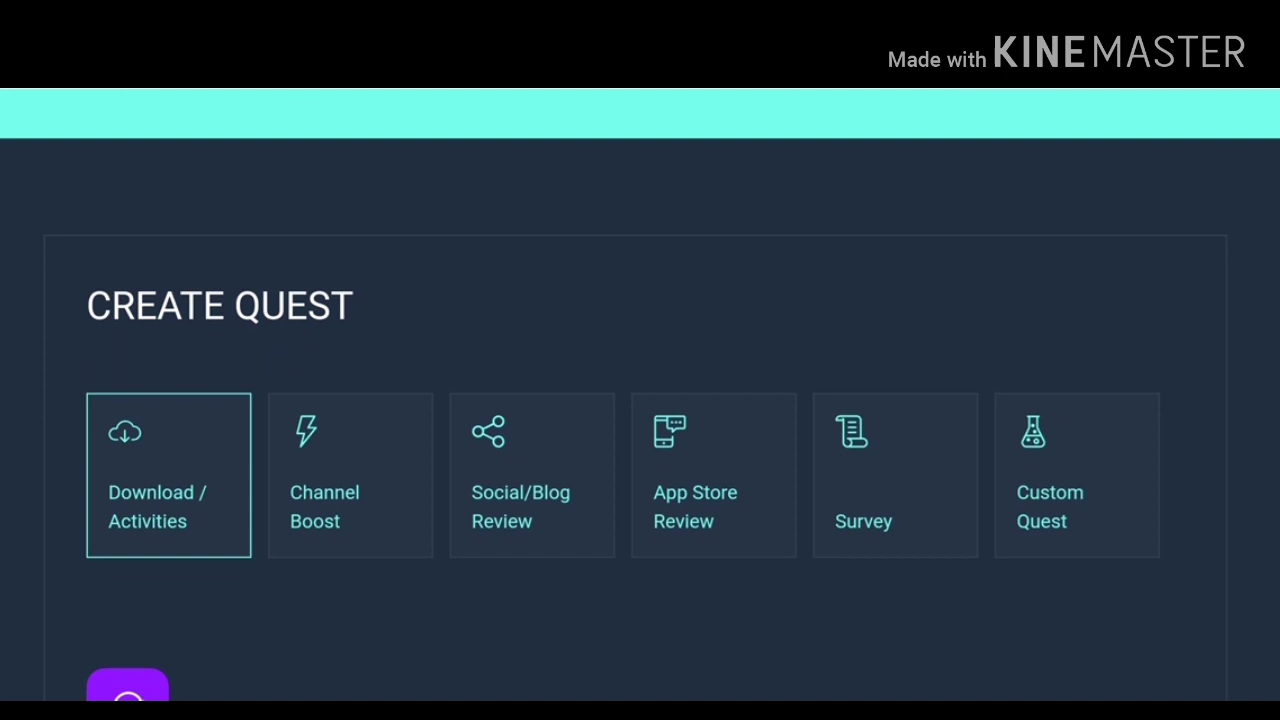 Made with KINEMASTER
CREATE QUEST
Download /
Activities
Channel
Boost
Social/Blog
Review
App Store
Review
Survey
Custom
Quest